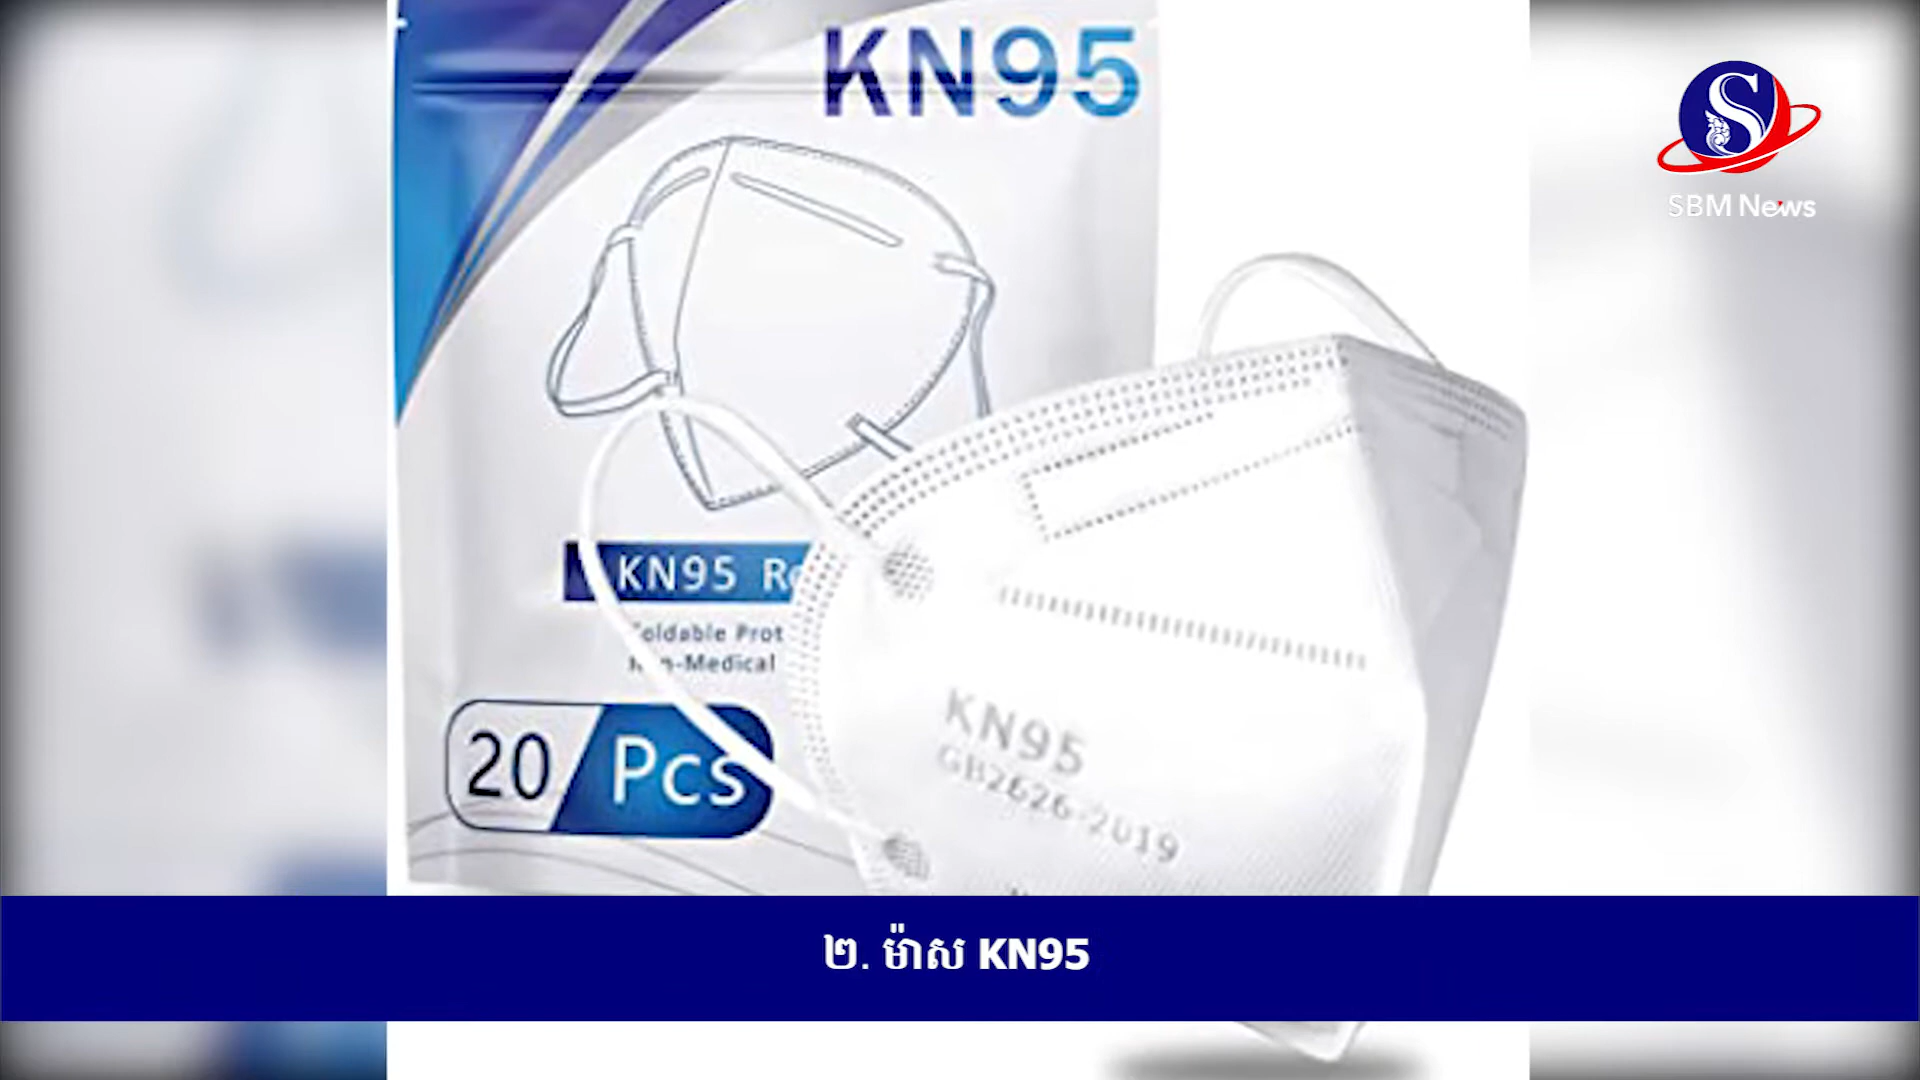 KN95
SBM News
KN95
oldable Prot
-Medical
20 Pcs
KN95
GB2626-2019
២. ម៉ាស KN95